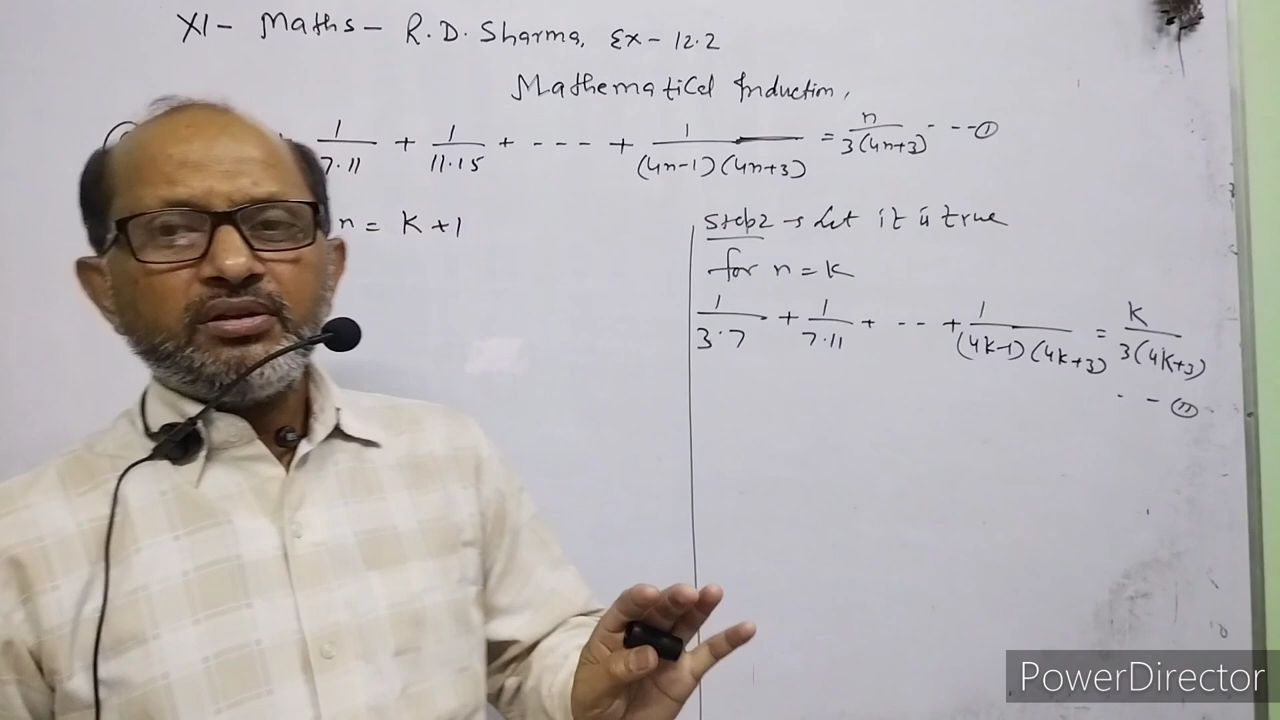 XI- Maths- R.D. Sharma, Ex- 12.2
Mathematical Induction,
1/7.11 + 1/11.15 + --- + 1/(4n-1)(4n+3) = n/3(4n+3) - -- ①
n = K+1
Step2 → Let it is true
for n = K
1/3.7 + 1/7.11 + -- + 1/(4K-1)(4K+3) = K/3(4K+3)
- - ⑪
PowerDirector